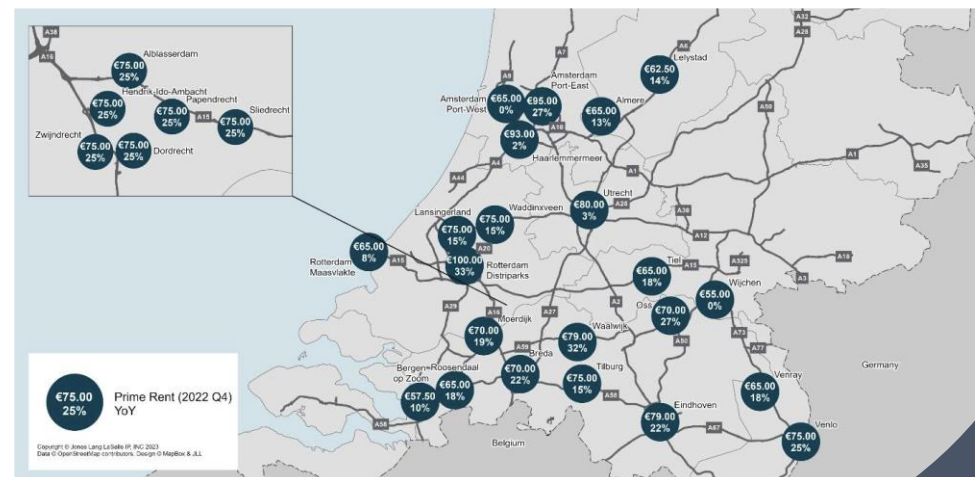 A38
A16
Alblasserdam
€75.00
25%
Hendrik-Ido-Ambacht
€75.00
25%
Papendrecht
€75.00
25%
A15
Sliedrecht
€75.00
25%
Zwijndrecht
€75.00
25%
€75.00
25%
Dordrecht
A32
A28
A7
A6
Lelystad
€62.50
14%
A9
Amsterdam
Port-East
€95.00
27%
Amsterdam
Port-West
€65.00
0%
Almere
€65.00
13%
A50
A10
€93.00
2%
Haarlemmermeer
A4
A44
A1
A1
A35
Utrecht
€80.00
3%
A28
A30
A12
Lansingerland
€75.00
15%
Waddinxveen
€75.00
15%
A20
€100.00
33%
Rotterdam
Distriparks
€65.00
8%
Rotterdam
Maasvlakte
A15
Tiel
€65.00
18%
A15
A325
A18
A3
Wijchen
€55.00
0%
Oss
€70.00
27%
A29
A16
Moerdijk
€70.00
19%
A27
A2
Waalwijk
€79.00
32%
A59
A50
A73
A77
Breda
€70.00
22%
Tilburg
€75.00
15%
A58
Bergen
op Zoom
€57.50
10%
Roosendaal
€65.00
18%
A58
Eindhoven
€79.00
22%
A67
Venray
€65.00
18%
Venlo
€75.00
25%
Germany
Belgium
€75.00
25%
Prime Rent (2022 Q4)
YoY
Copyright © Jones Lang LaSalle IP, INC 2023
Data © OpenStreetMap contributors, Design © MapBox & JLL